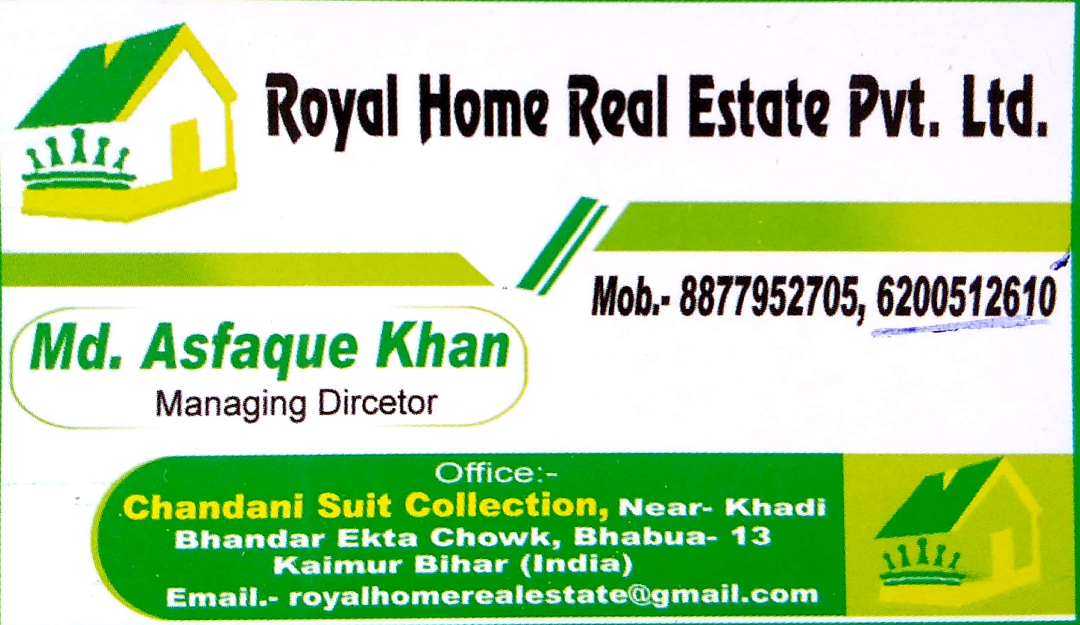 Royal Home Real Estate Pvt. Ltd.
Mob.- 8877952705, 6200512610
Md. Asfaque Khan
Managing Dircetor
Office:-
Chandani Suit Collection, Near- Khadi
Bhandar Ekta Chowk, Bhabua- 13
Kaimur Bihar (India)
Email.- royalhomerealestate@gmail.com